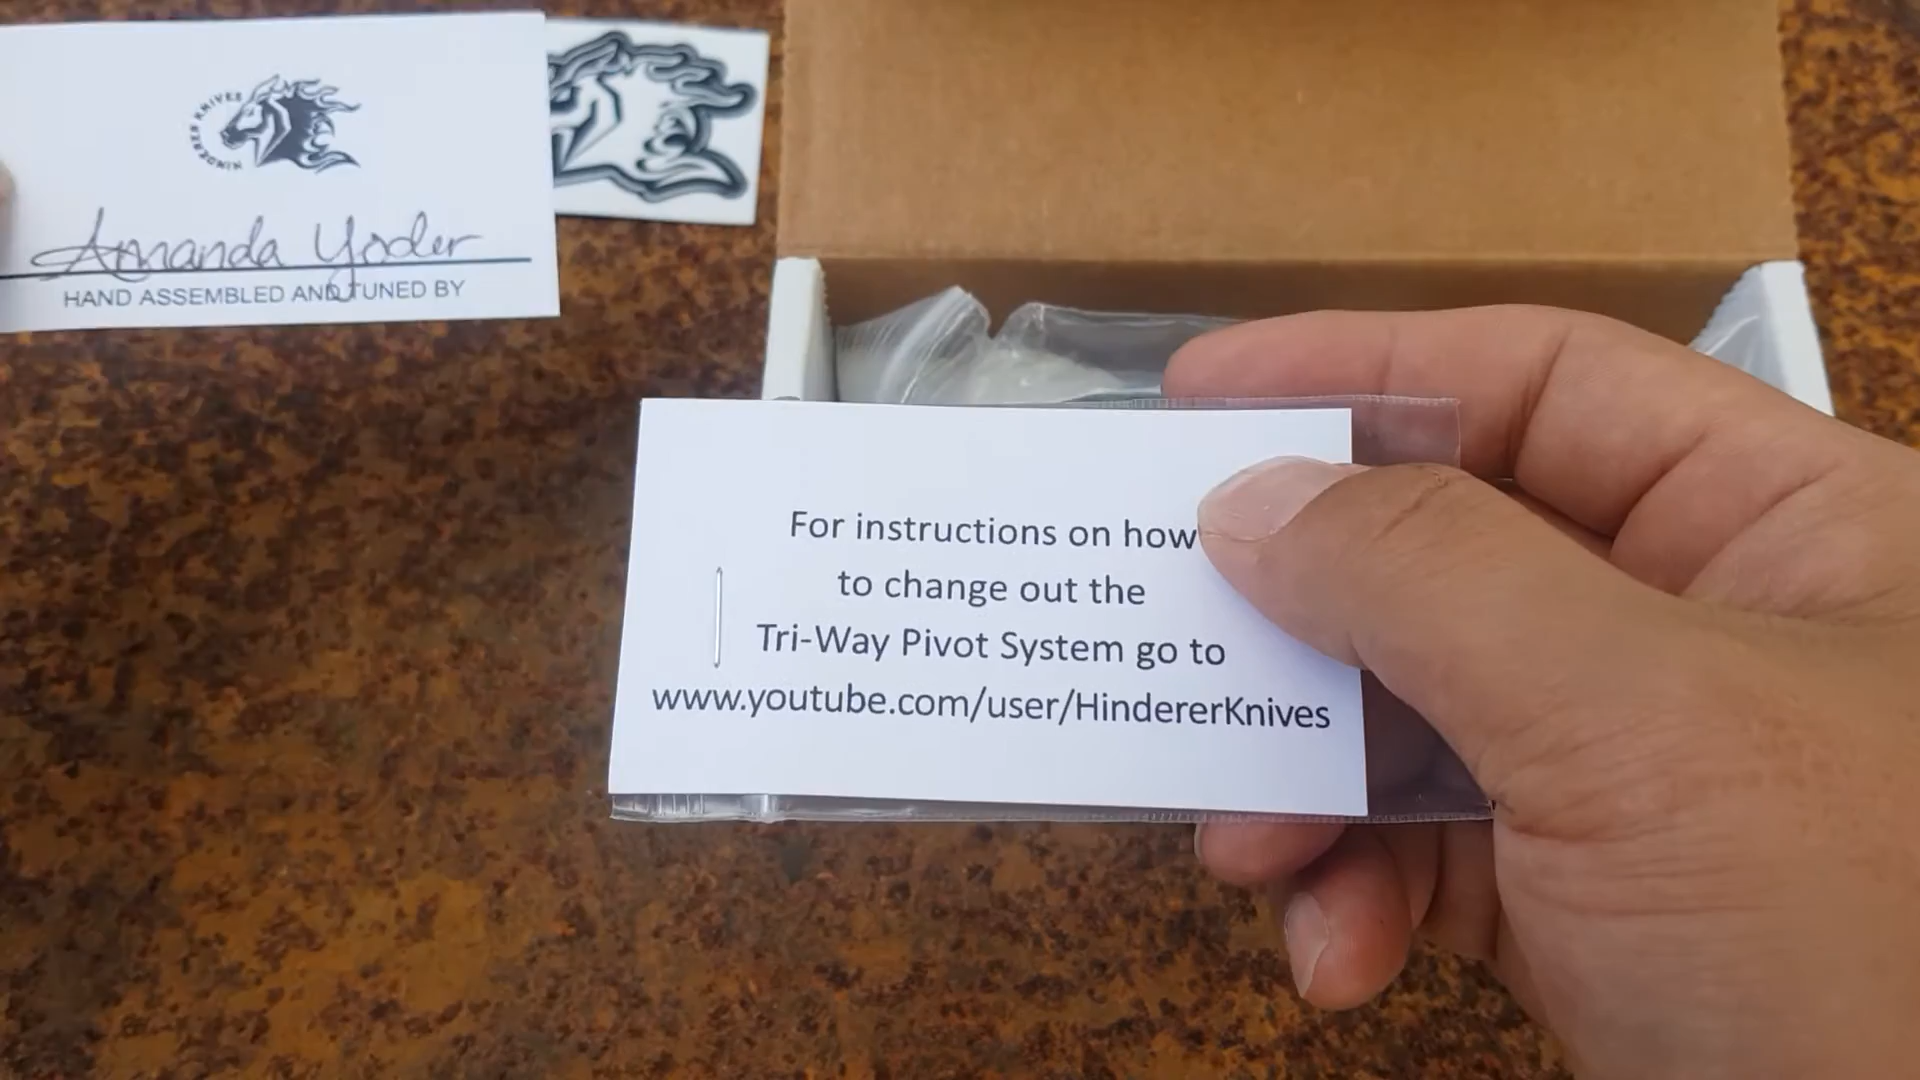 HINDERER KNIVES
Amanda Yoder
HAND ASSEMBLED AND TUNED BY
For instructions on how
to change out the
Tri-Way Pivot System go to
www.youtube.com/user/HindererKnives